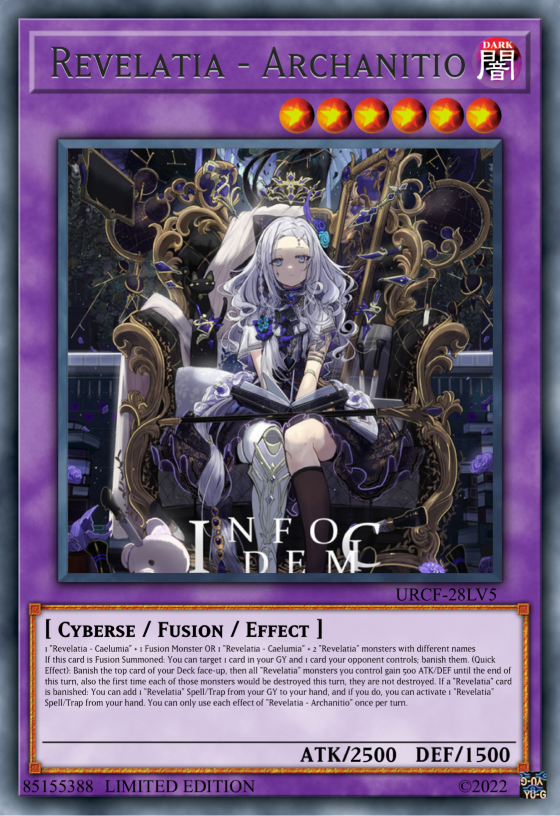 Revelatia - Archanitio
DARK
闇
INFO
DEMIC
URCF-28LV5
[ Cyberse / Fusion / Effect ]
1 "Revelatia - Caelumia" + 1 Fusion Monster OR 1 "Revelatia - Caelumia" + 2 "Revelatia" monsters with different names
If this card is Fusion Summoned: You can target 1 card in your GY and 1 card your opponent controls; banish them. (Quick
Effect): Banish the top card of your Deck face-up, then all "Revelatia" monsters you control gain 500 ATK/DEF until the end of
this turn, also the first time each of those monsters would be destroyed this turn, they are not destroyed. If a "Revelatia" card
is banished: You can add 1 "Revelatia" Spell/Trap from your GY to your hand, and if you do, you can activate 1 "Revelatia"
Spell/Trap from your hand. You can only use each effect of "Revelatia - Archanitio" once per turn.
ATK/2500 DEF/1500
85155388 LIMITED EDITION ©2022
YU-G
YU-G